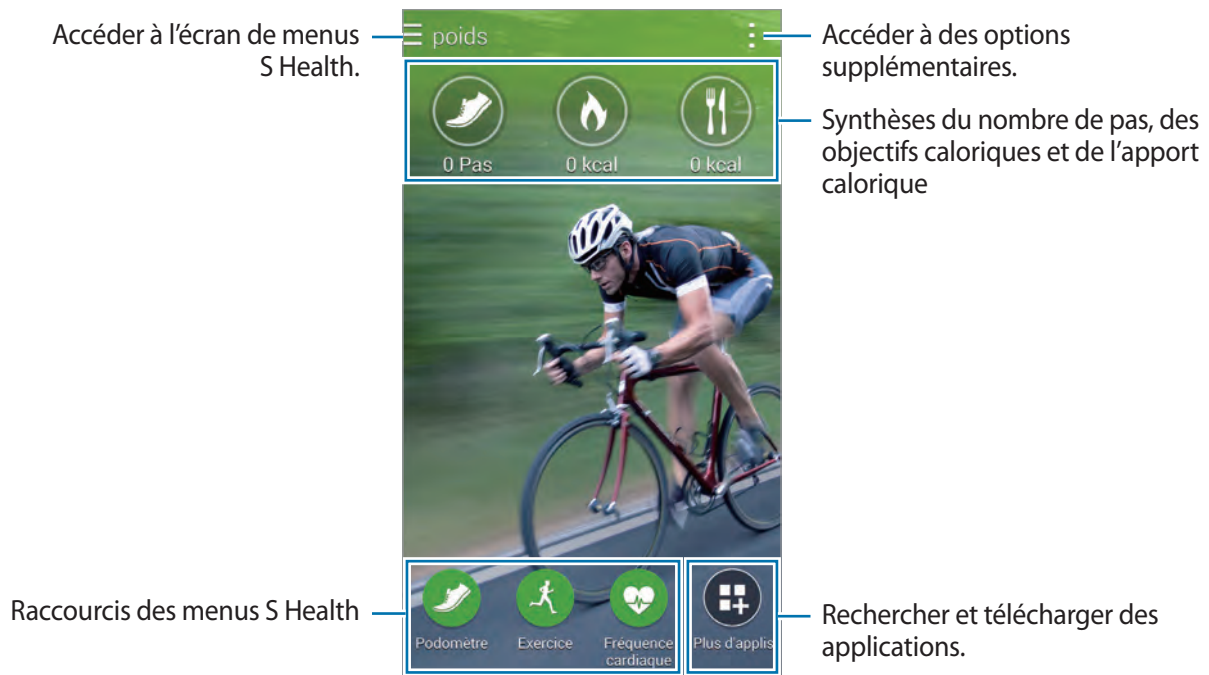 Accéder à l'écran de menus
S Health.
poids
Accéder à des options
supplémentaires.
0 Pas
0 kcal
0 kcal
Synthèses du nombre de pas, des
objectifs caloriques et de l'apport
calorique
Raccourcis des menus S Health
Podomètre
Exercice
Fréquence
cardiaque
Plus d'applis
Rechercher et télécharger des
applications.